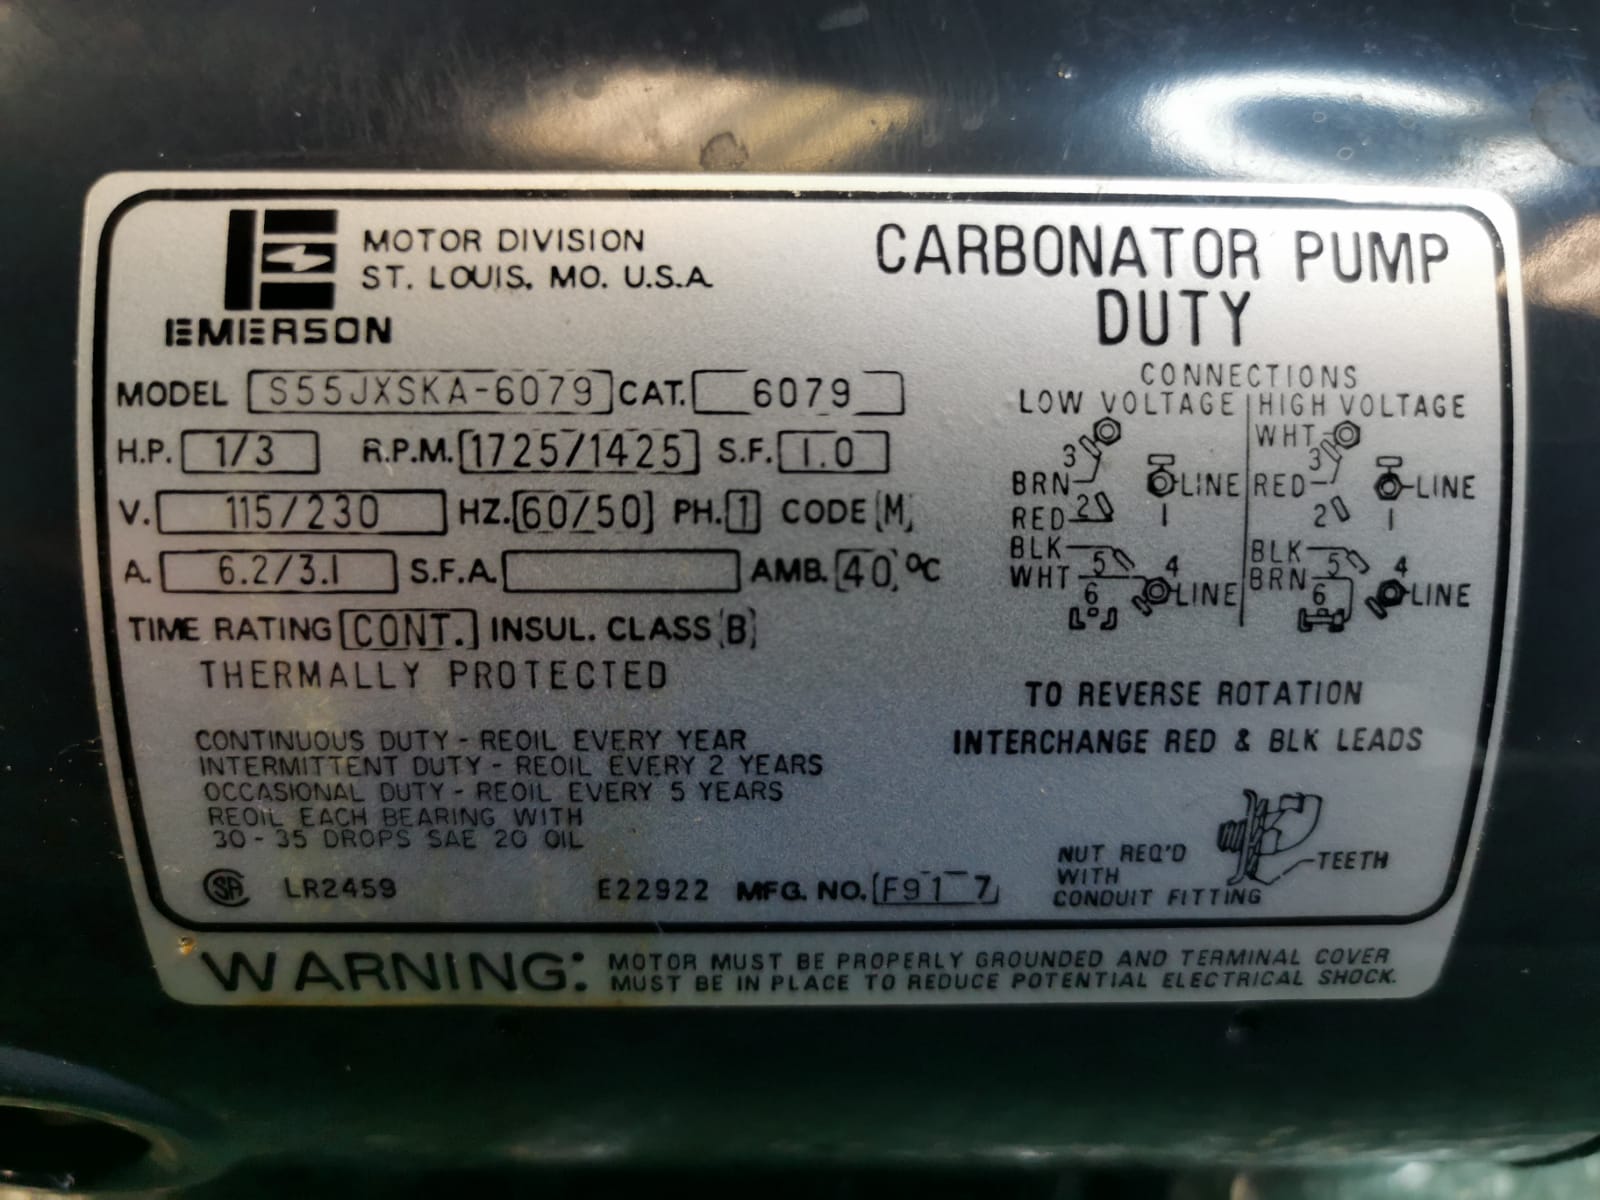 MOTOR DIVISION
ST. LOUIS, MO. U.S.A.
EMERSON
CARBONATOR PUMP
DUTY
MODEL S55JXSKA-6079 CAT. 6079
H.P. 1/3 R.P.M. 1725/1425 S.F. 1.0
V. 115/230 HZ. 60/50 PH. 1 CODE M
A. 6.2/3.1 S.F.A. AMB. 40 °C
TIME RATING CONT. INSUL. CLASS B
THERMALLY PROTECTED
CONTINUOUS DUTY - REOIL EVERY YEAR
INTERMITTENT DUTY - REOIL EVERY 2 YEARS
OCCASIONAL DUTY - REOIL EVERY 5 YEARS
REOIL EACH BEARING WITH
30 - 35 DROPS SAE 20 OIL
SA LR2459 E22922 MFG. NO. F91 7
CONNECTIONS
LOW VOLTAGE HIGH VOLTAGE
3 WHT 3
BRN LINE RED LINE
RED 2 1 2 1
BLK 5 4 BLK 5 4
WHT 6 LINE BRN 6 LINE
TO REVERSE ROTATION
INTERCHANGE RED & BLK LEADS
NUT REQ'D
WITH
CONDUIT FITTING
TEETH
WARNING: MOTOR MUST BE PROPERLY GROUNDED AND TERMINAL COVER
MUST BE IN PLACE TO REDUCE POTENTIAL ELECTRICAL SHOCK.